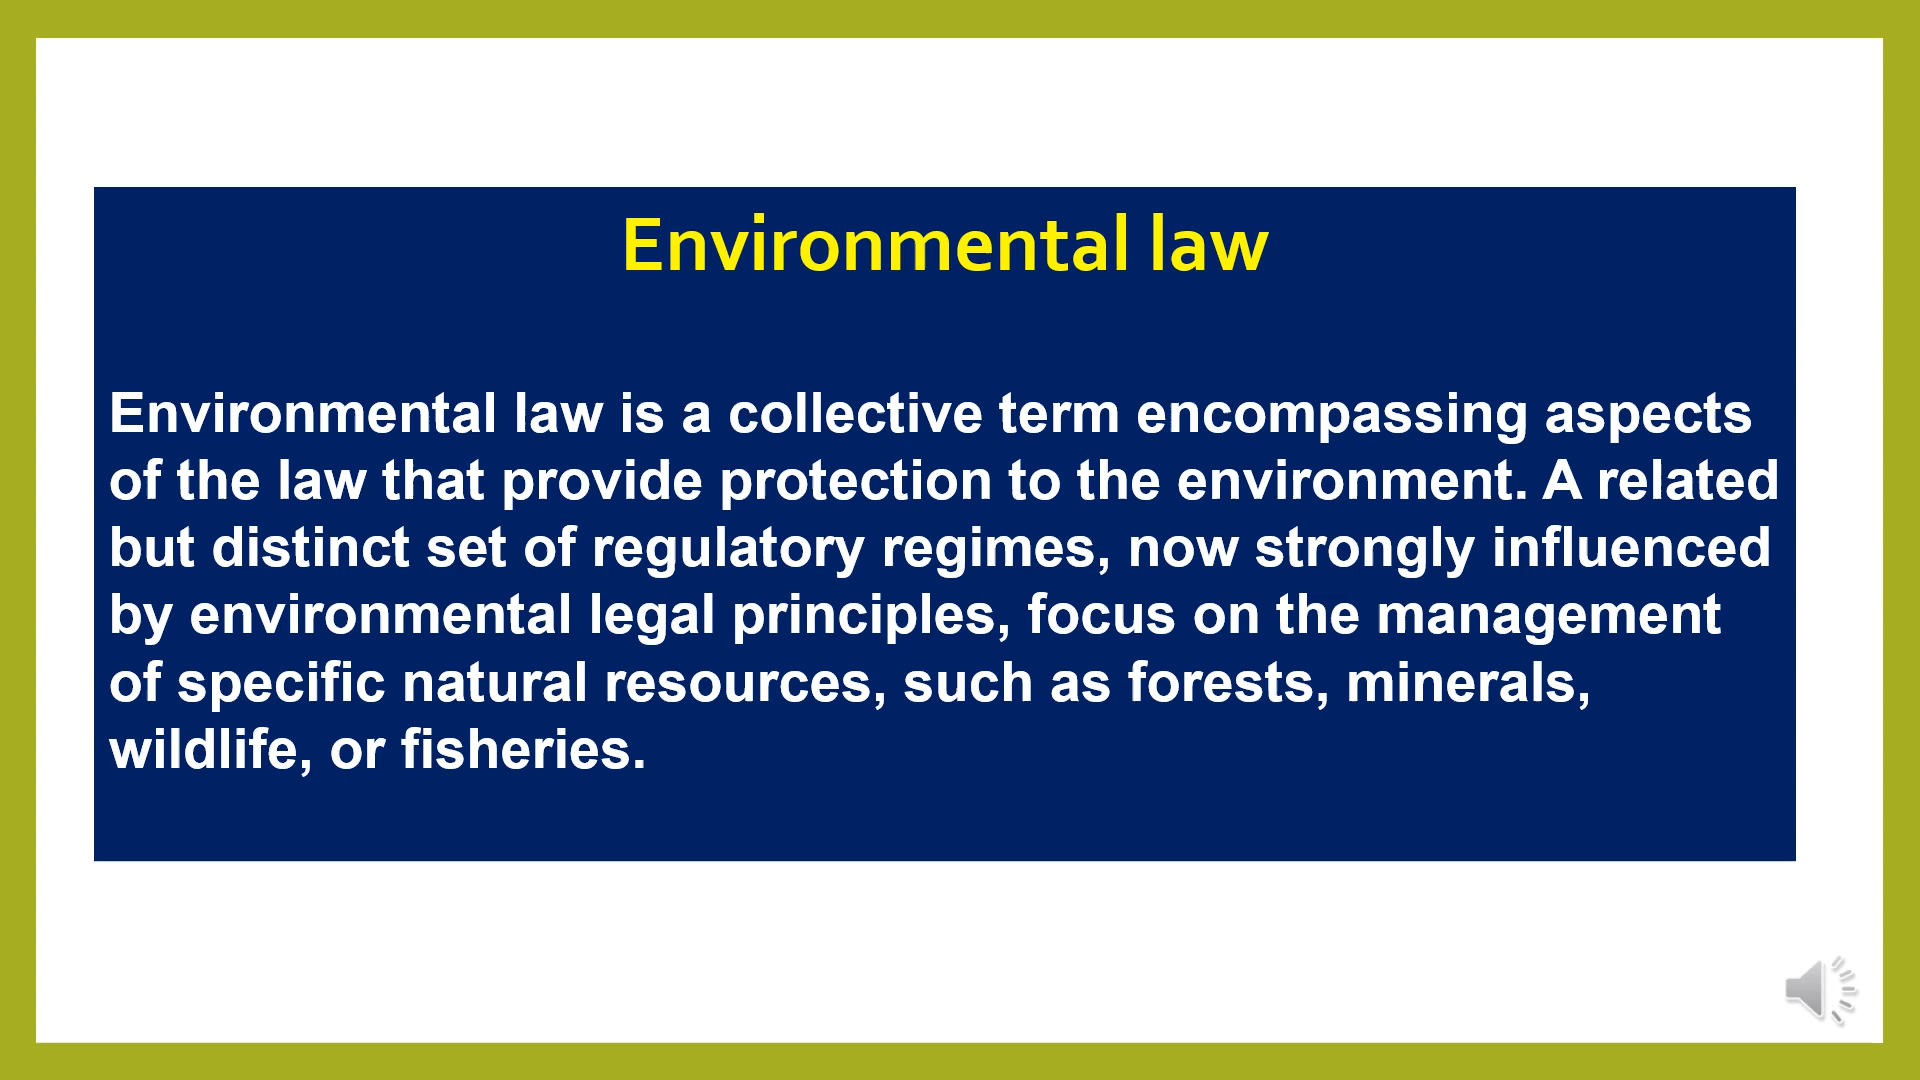 Environmental law
Environmental law is a collective term encompassing aspects
of the law that provide protection to the environment. A related
but distinct set of regulatory regimes, now strongly influenced
by environmental legal principles, focus on the management
of specific natural resources, such as forests, minerals,
wildlife, or fisheries.